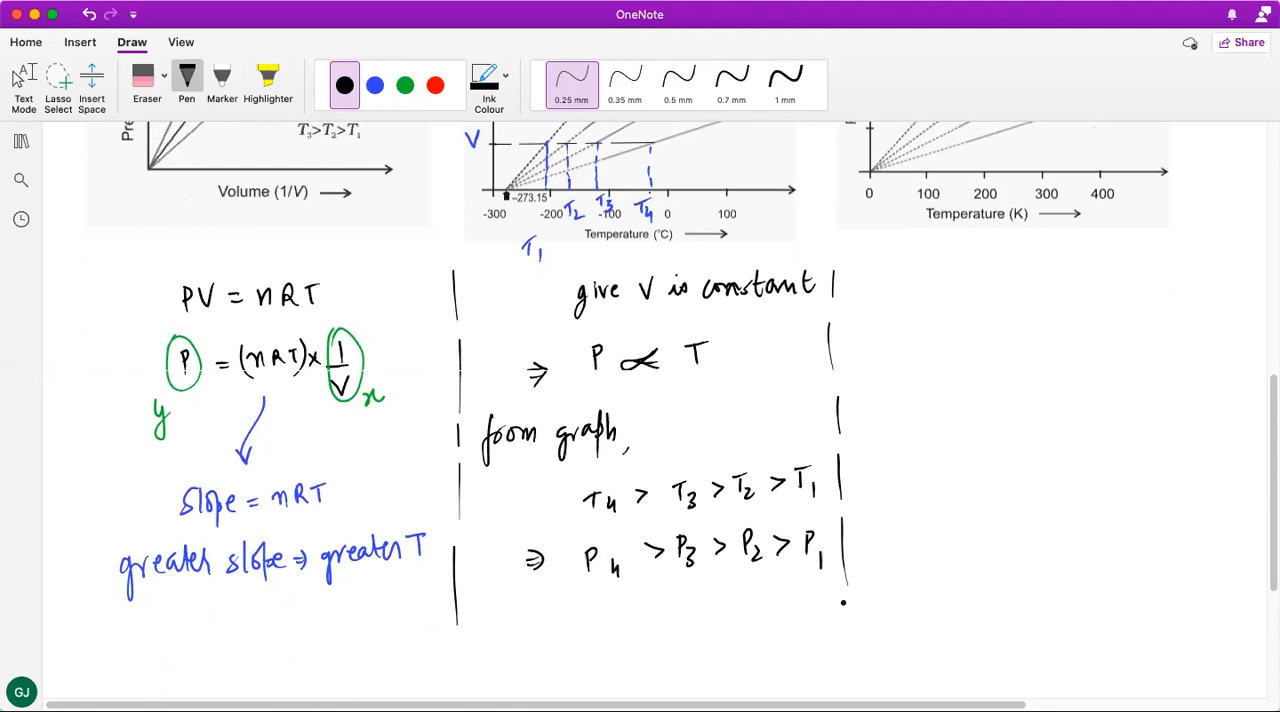 OneNote
Home Insert Draw View
Share
Text Mode
Lasso Select
Insert Space
Eraser
Pen
Marker
Highlighter
Ink Colour
0.25 mm
0.35 mm
0.5 mm
0.7 mm
1 mm
Pre
T3>T2>T1
Volume (1/V)
V
−273.15
-300 -200 -100 0 100
T1 T2 T3 T4
Temperature (°C)
0 100 200 300 400
Temperature (K)
PV = nRT
P = (nRT) × 1/V
y x
Slope = nRT
greater slope ⇒ greater T
give V is constant
⇒ P ∝ T
from graph,
T4 > T3 > T2 > T1
⇒ P4 > P3 > P2 > P1
GJ